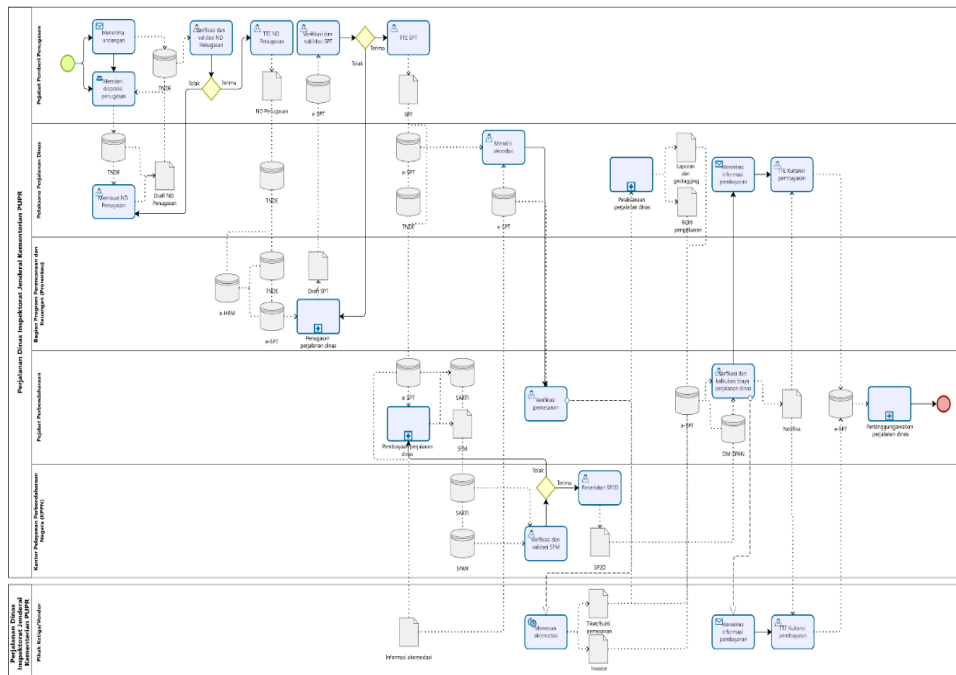 Perjalanan Dinas Inspektorat Jenderal Kementerian PUPR
Pejabat Pemberi Penugasan
Menerima
undangan
Memberi
disposisi
penugasan
TNDE
Verifikasi dan
validasi ND
Penugasan
Tolak
Terima
TTE ND
Penugasan
ND Penugasan
Verifikasi dan
validasi SPT
e-SPT
Tolak
Terima
TTE SPT
SPT
Pelaksana Perjalanan Dinas
TNDE
Membuat ND
Penugasan
Draft ND
Penugasan
TNDE
e-SPT
TNDE
Memilih
akomodasi
e-SPT
Pelaksanaan
perjalanan dinas
Laporan
dan
geotagging
Bukti
pengeluaran
Menerima
informasi
pembayaran
TTE Kuitansi
pembayaran
Bagian Program Perencanaan dan
Keuangan
e-HRM
TNDE
e-SPT
Draft SPT
Penugasan
perjalanan dinas
Pejabat Perbendaharaan
e-SPT
Pembayaran perjalanan
dinas
SAKTI
SPM
Verifikasi
pemesanan
e-SPT
Verifikasi dan
kalkulasi biaya
perjalanan dinas
OM-SPAN
Notifika
e-SPT
Pertanggungjawaban
perjalanan dinas
Kantor Pelayanan Perbendaharaan
Negara (KPPN)
SAKTI
SPAN
Verifikasi dan
validasi SPM
Tolak
Terima
Penerbitan SP2D
SP2D
Perjalanan Dinas
Inspektorat Jenderal
Kementerian PUPR
Pihak Ketiga/Vendor
Informasi akomodasi
Memesan
akomodasi
Tiket/Bukti
pemesanan
Invoice
Menerima
informasi
pembayaran
TTE Kuitansi
pembayaran